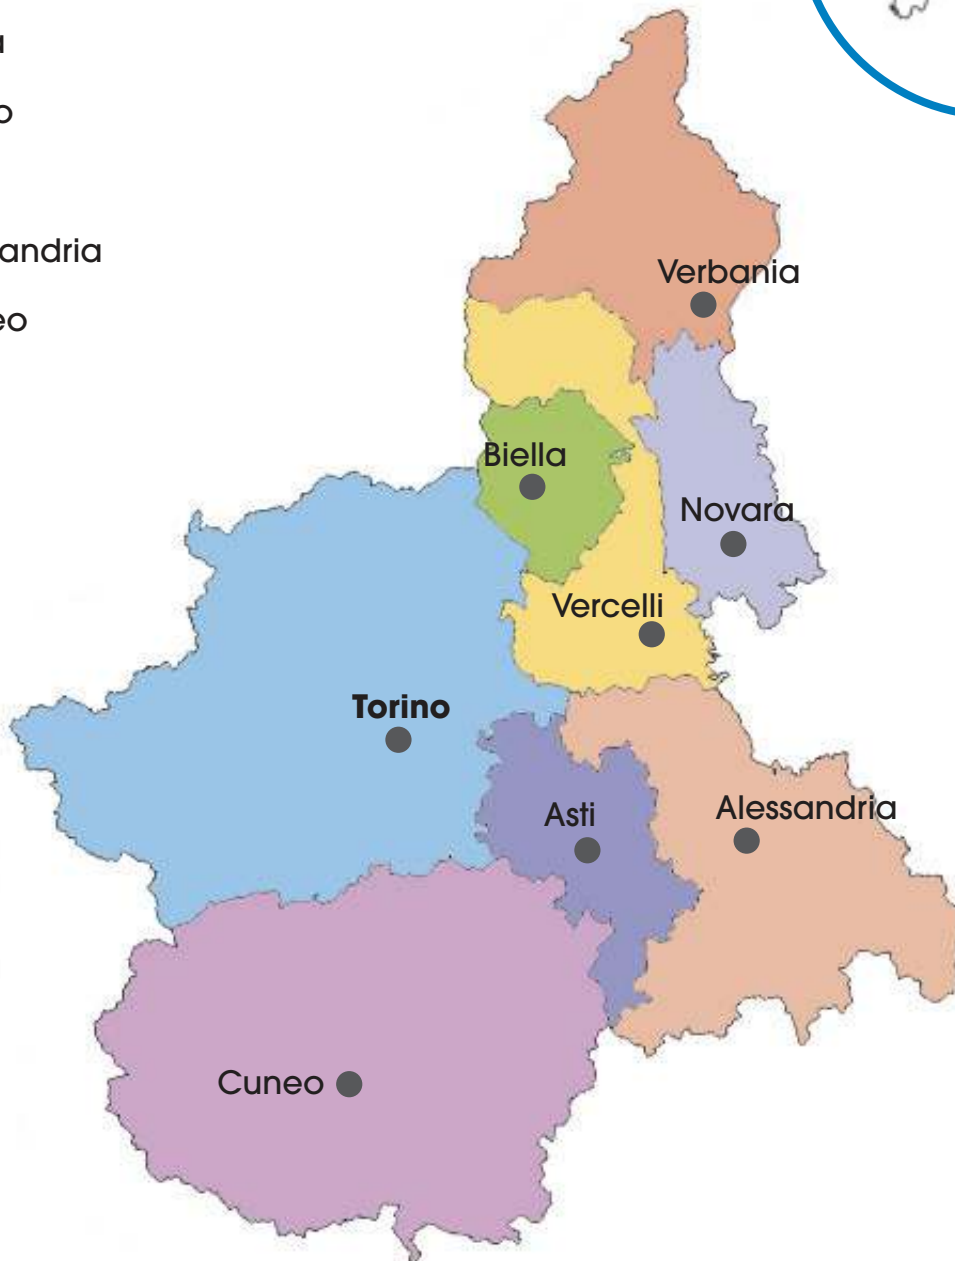 andria
eo
Verbania
Biella
Novara
Vercelli
Torino
Asti
Alessandria
Cuneo